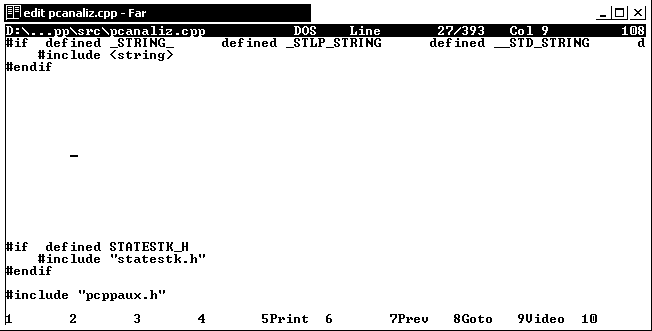 edit pcanaliz.cpp - Far
D:\...pp\src\pcanaliz.cpp DOS Line 27/393 Col 9 108
#if defined _STRING_ defined _STLP_STRING defined __STD_STRING d
#include <string>
#endif
#if defined STATESTK_H
#include "statestk.h"
#endif
#include "pcppaux.h"
1 2 3 4 5Print 6 7Prev 8Goto 9Video 10